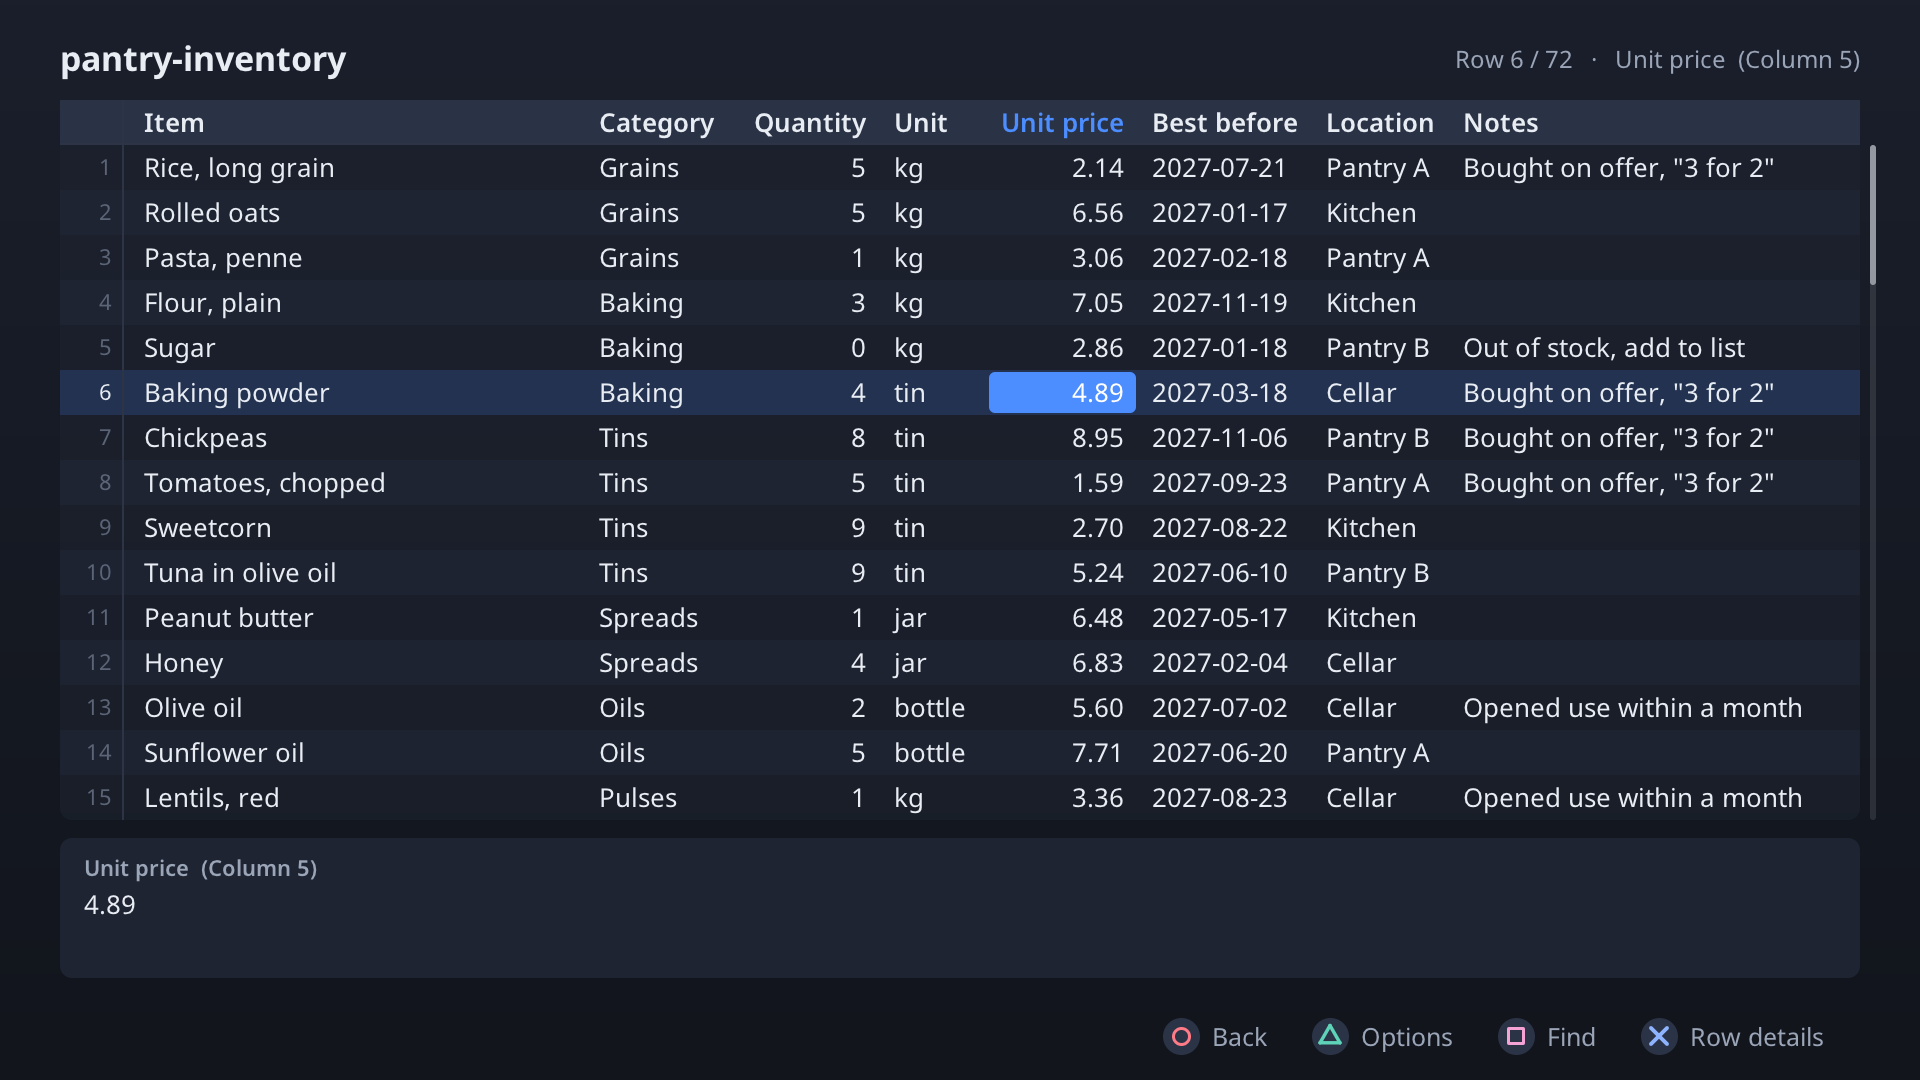 pantry-inventory
Row 6 / 72 · Unit price (Column 5)
Item Category Quantity Unit Unit price Best before Location Notes
1 Rice, long grain Grains 5 kg 2.14 2027-07-21 Pantry A Bought on offer, "3 for 2"
2 Rolled oats Grains 5 kg 6.56 2027-01-17 Kitchen
3 Pasta, penne Grains 1 kg 3.06 2027-02-18 Pantry A
4 Flour, plain Baking 3 kg 7.05 2027-11-19 Kitchen
5 Sugar Baking 0 kg 2.86 2027-01-18 Pantry B Out of stock, add to list
6 Baking powder Baking 4 tin 4.89 2027-03-18 Cellar Bought on offer, "3 for 2"
7 Chickpeas Tins 8 tin 8.95 2027-11-06 Pantry B Bought on offer, "3 for 2"
8 Tomatoes, chopped Tins 5 tin 1.59 2027-09-23 Pantry A Bought on offer, "3 for 2"
9 Sweetcorn Tins 9 tin 2.70 2027-08-22 Kitchen
10 Tuna in olive oil Tins 9 tin 5.24 2027-06-10 Pantry B
11 Peanut butter Spreads 1 jar 6.48 2027-05-17 Kitchen
12 Honey Spreads 4 jar 6.83 2027-02-04 Cellar
13 Olive oil Oils 2 bottle 5.60 2027-07-02 Cellar Opened use within a month
14 Sunflower oil Oils 5 bottle 7.71 2027-06-20 Pantry A
15 Lentils, red Pulses 1 kg 3.36 2027-08-23 Cellar Opened use within a month
Unit price (Column 5)
4.89
Back Options Find Row details